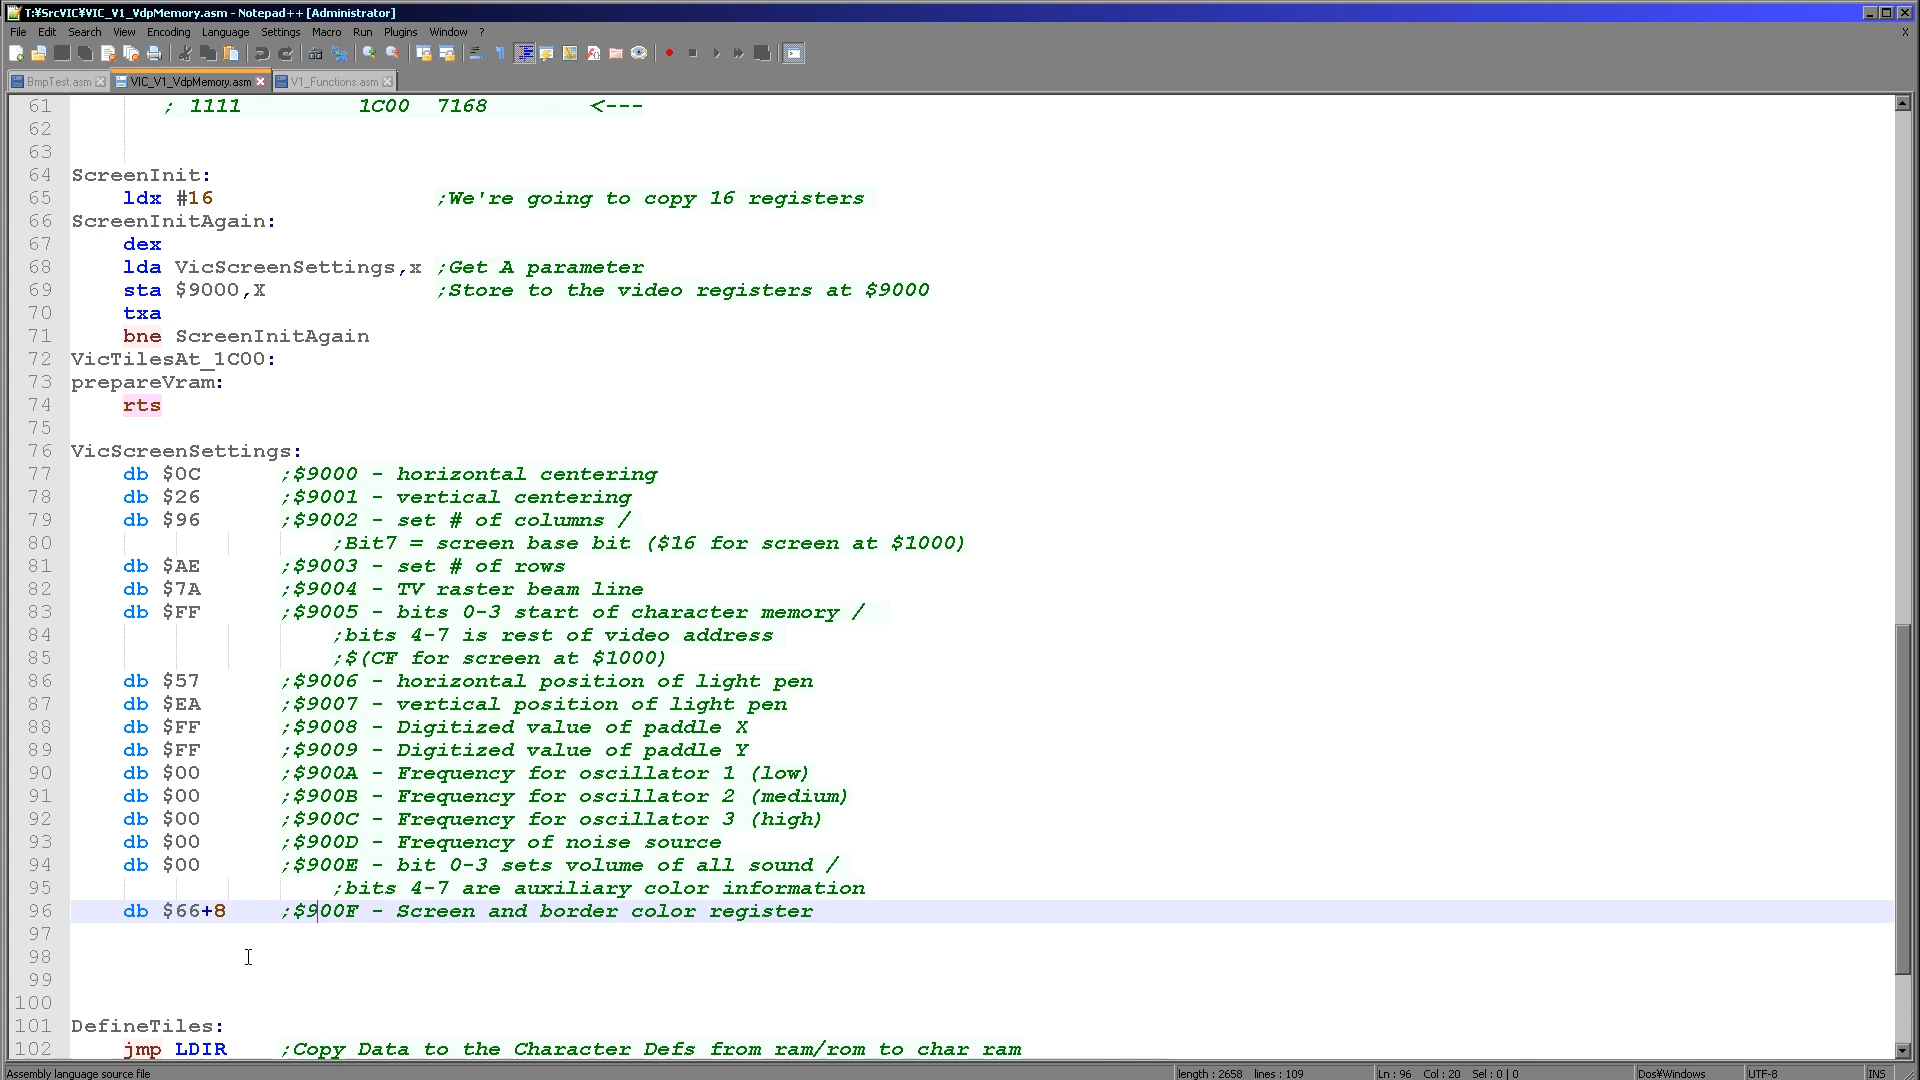 T:¥SrcVIC¥VIC_V1_VdpMemory.asm - Notepad++ [Administrator]
File Edit Search View Encoding Language Settings Macro Run Plugins Window ? X
BmpTest.asm VIC_V1_VdpMemory.asm V1_Functions.asm
61 ; 1111 1C00 7168 <---
62
63
64 ScreenInit:
65 ldx #16 ;We're going to copy 16 registers
66 ScreenInitAgain:
67 dex
68 lda VicScreenSettings,x ;Get A parameter
69 sta $9000,X ;Store to the video registers at $9000
70 txa
71 bne ScreenInitAgain
72 VicTilesAt_1C00:
73 prepareVram:
74 rts
75
76 VicScreenSettings:
77 db $0C ;$9000 - horizontal centering
78 db $26 ;$9001 - vertical centering
79 db $96 ;$9002 - set # of columns /
80 ;Bit7 = screen base bit ($16 for screen at $1000)
81 db $AE ;$9003 - set # of rows
82 db $7A ;$9004 - TV raster beam line
83 db $FF ;$9005 - bits 0-3 start of character memory /
84 ;bits 4-7 is rest of video address
85 ;$(CF for screen at $1000)
86 db $57 ;$9006 - horizontal position of light pen
87 db $EA ;$9007 - vertical position of light pen
88 db $FF ;$9008 - Digitized value of paddle X
89 db $FF ;$9009 - Digitized value of paddle Y
90 db $00 ;$900A - Frequency for oscillator 1 (low)
91 db $00 ;$900B - Frequency for oscillator 2 (medium)
92 db $00 ;$900C - Frequency for oscillator 3 (high)
93 db $00 ;$900D - Frequency of noise source
94 db $00 ;$900E - bit 0-3 sets volume of all sound /
95 ;bits 4-7 are auxiliary color information
96 db $66+8 ;$900F - Screen and border color register
97
98
99
100
101 DefineTiles:
102 jmp LDIR ;Copy Data to the Character Defs from ram/rom to char ram
Assembly language source file length : 2658 lines : 109 Ln : 96 Col : 20 Sel : 0 | 0 Dos¥Windows UTF-8 INS